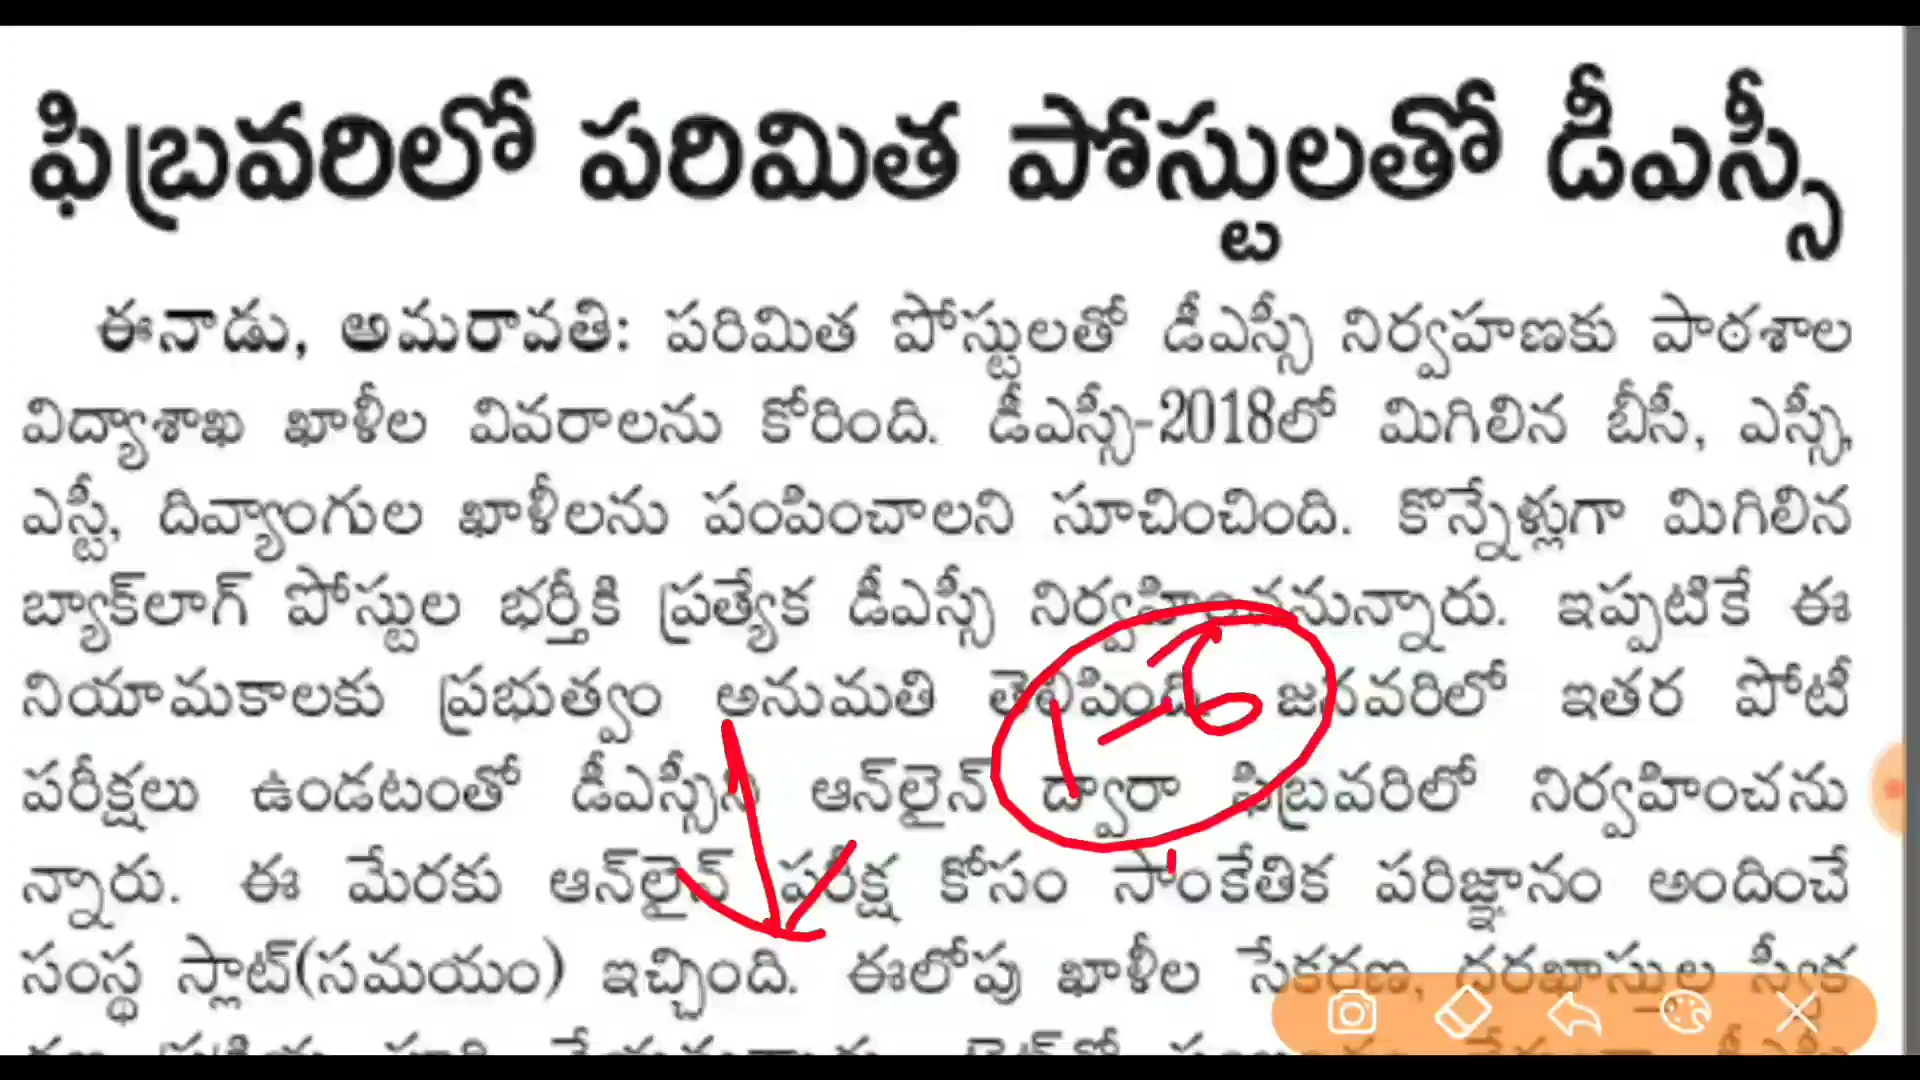 ఫిబ్రవరిలో పరిమిత పోస్టులతో డీఎస్సీ
ఈనాడు, అమరావతి: పరిమిత పోస్టులతో డీఎస్సీ నిర్వహణకు పాఠశాల
విద్యాశాఖ ఖాళీల వివరాలను కోరింది. డీఎస్సీ-2018లో మిగిలిన బీసీ, ఎస్సీ,
ఎస్టీ, దివ్యాంగుల ఖాళీలను పంపించాలని సూచించింది. కొన్నేళ్లుగా మిగిలిన
బ్యాక్‌లాగ్ పోస్టుల భర్తీకి ప్రత్యేక డీఎస్సీ నిర్వహించనున్నారు. ఇప్పటికే ఈ
నియామకాలకు ప్రభుత్వం అనుమతి తెలిపింది. జనవరిలో ఇతర పోటీ
పరీక్షలు ఉండటంతో డీఎస్సీని ఆన్‌లైన్ ద్వారా ఫిబ్రవరిలో నిర్వహించను
న్నారు. ఈ మేరకు ఆన్‌లైన్ పరీక్ష కోసం సాంకేతిక పరిజ్ఞానం అందించే
సంస్థ స్లాట్(సమయం) ఇచ్చింది. ఈలోపు ఖాళీల సేకరణ, దరఖాస్తుల స్వీక
1-6